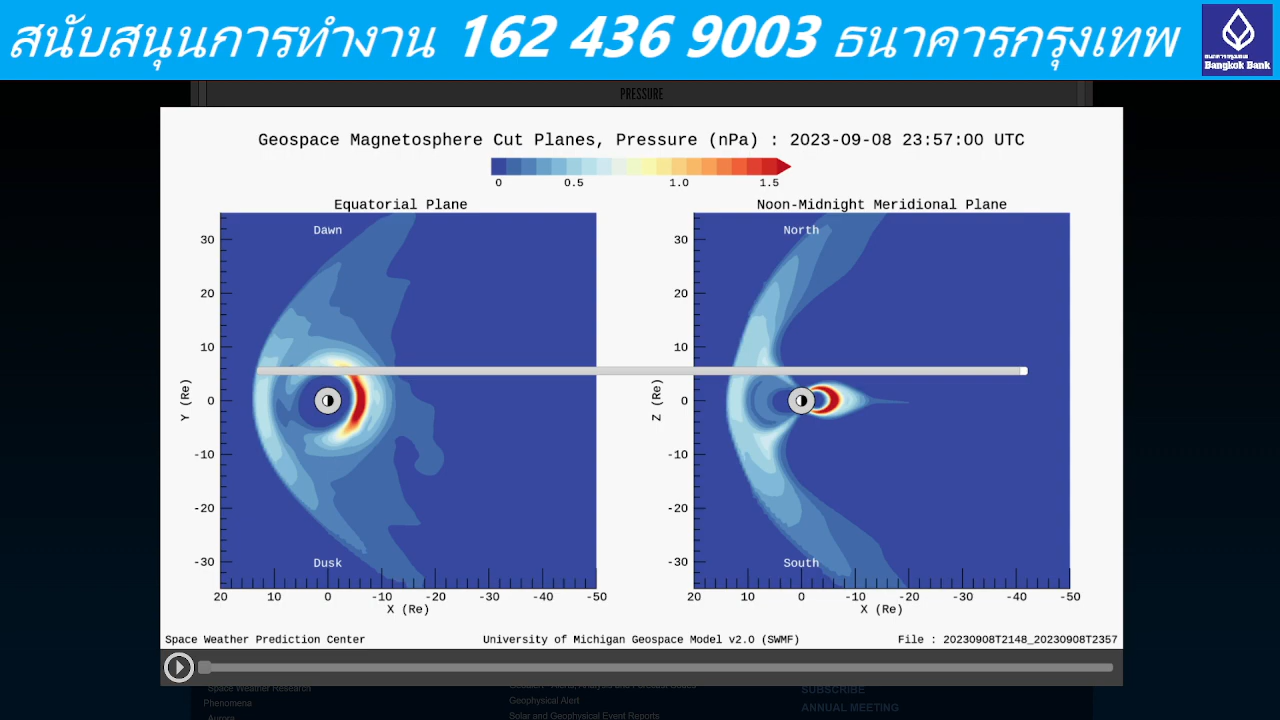 สนับสนุนการทำงาน 162 436 9003 ธนาคารกรุงเทพ
Bangkok Bank
PRESSURE
Geospace Magnetosphere Cut Planes, Pressure (nPa) : 2023-09-08 23:57:00 UTC
0 0.5 1.0 1.5
Equatorial Plane
Noon-Midnight Meridional Plane
Dawn
North
30
20
10
0
-10
-20
-30
Y (Re)
30
20
10
0
-10
-20
-30
Z (Re)
Dusk
South
20 10 0 -10 -20 -30 -40 -50
X (Re)
20 10 0 -10 -20 -30 -40 -50
X (Re)
Space Weather Prediction Center
University of Michigan Geospace Model v2.0 (SWMF)
File : 20230908T2148_20230908T2357
Space Weather Research
Phenomena
Aurora
Geophysical Alert
Solar and Geophysical Event Reports
SUBSCRIBE
ANNUAL MEETING